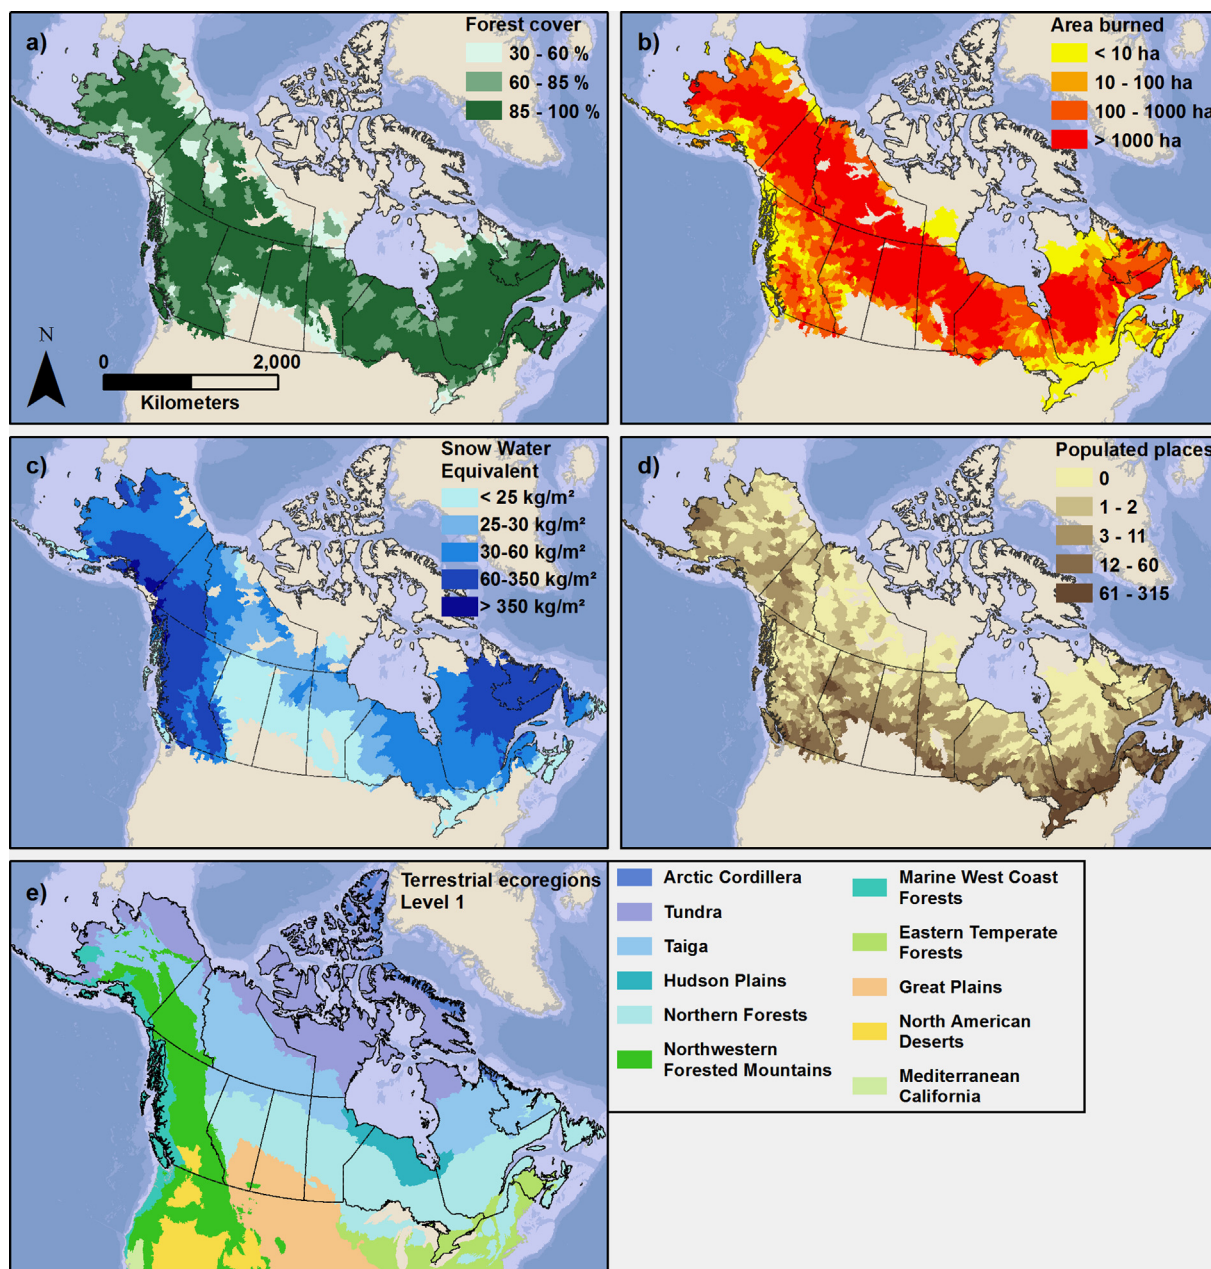 a)
Forest cover
30 - 60 %
60 - 85 %
85 - 100 %
N
0
2,000
Kilometers
b)
Area burned
< 10 ha
10 - 100 ha
100 - 1000 ha
> 1000 ha
c)
Snow Water
Equivalent
< 25 kg/m²
25-30 kg/m²
30-60 kg/m²
60-350 kg/m²
> 350 kg/m²
d)
Populated places
0
1 - 2
3 - 11
12 - 60
61 - 315
e)
Terrestrial ecoregions
Level 1
Arctic Cordillera
Tundra
Taiga
Hudson Plains
Northern Forests
Northwestern
Forested Mountains
Marine West Coast
Forests
Eastern Temperate
Forests
Great Plains
North American
Deserts
Mediterranean
California